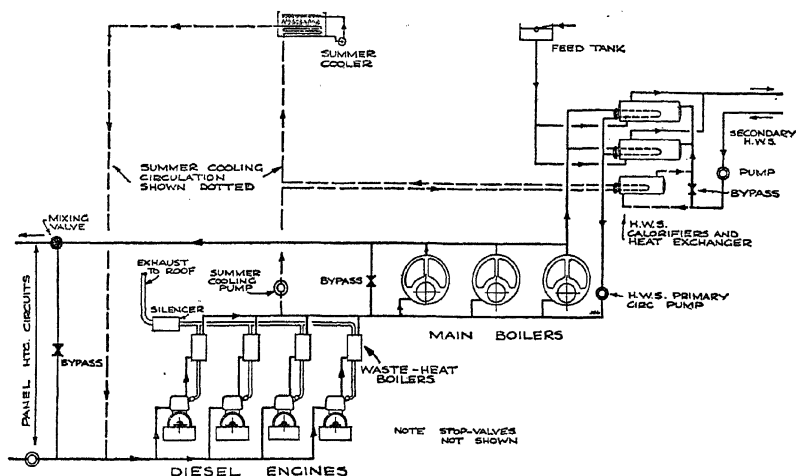 SUMMER
COOLER
FEED TANK
SECONDARY
H.W.S.
PUMP
BYPASS
SUMMER COOLING
CIRCULATION
SHOWN DOTTED
H.W.S.
CALORIFIERS AND
HEAT EXCHANGER
MIXING
VALVE
EXHAUST
TO ROOF
SUMMER
COOLING
PUMP
BYPASS
SILENCER
H.W.S. PRIMARY
CIRC PUMP
MAIN BOILERS
PANEL HTG. CIRCUITS
BYPASS
WASTE-HEAT
BOILERS
NOTE STOP-VALVES
NOT SHOWN
DIESEL ENGINES